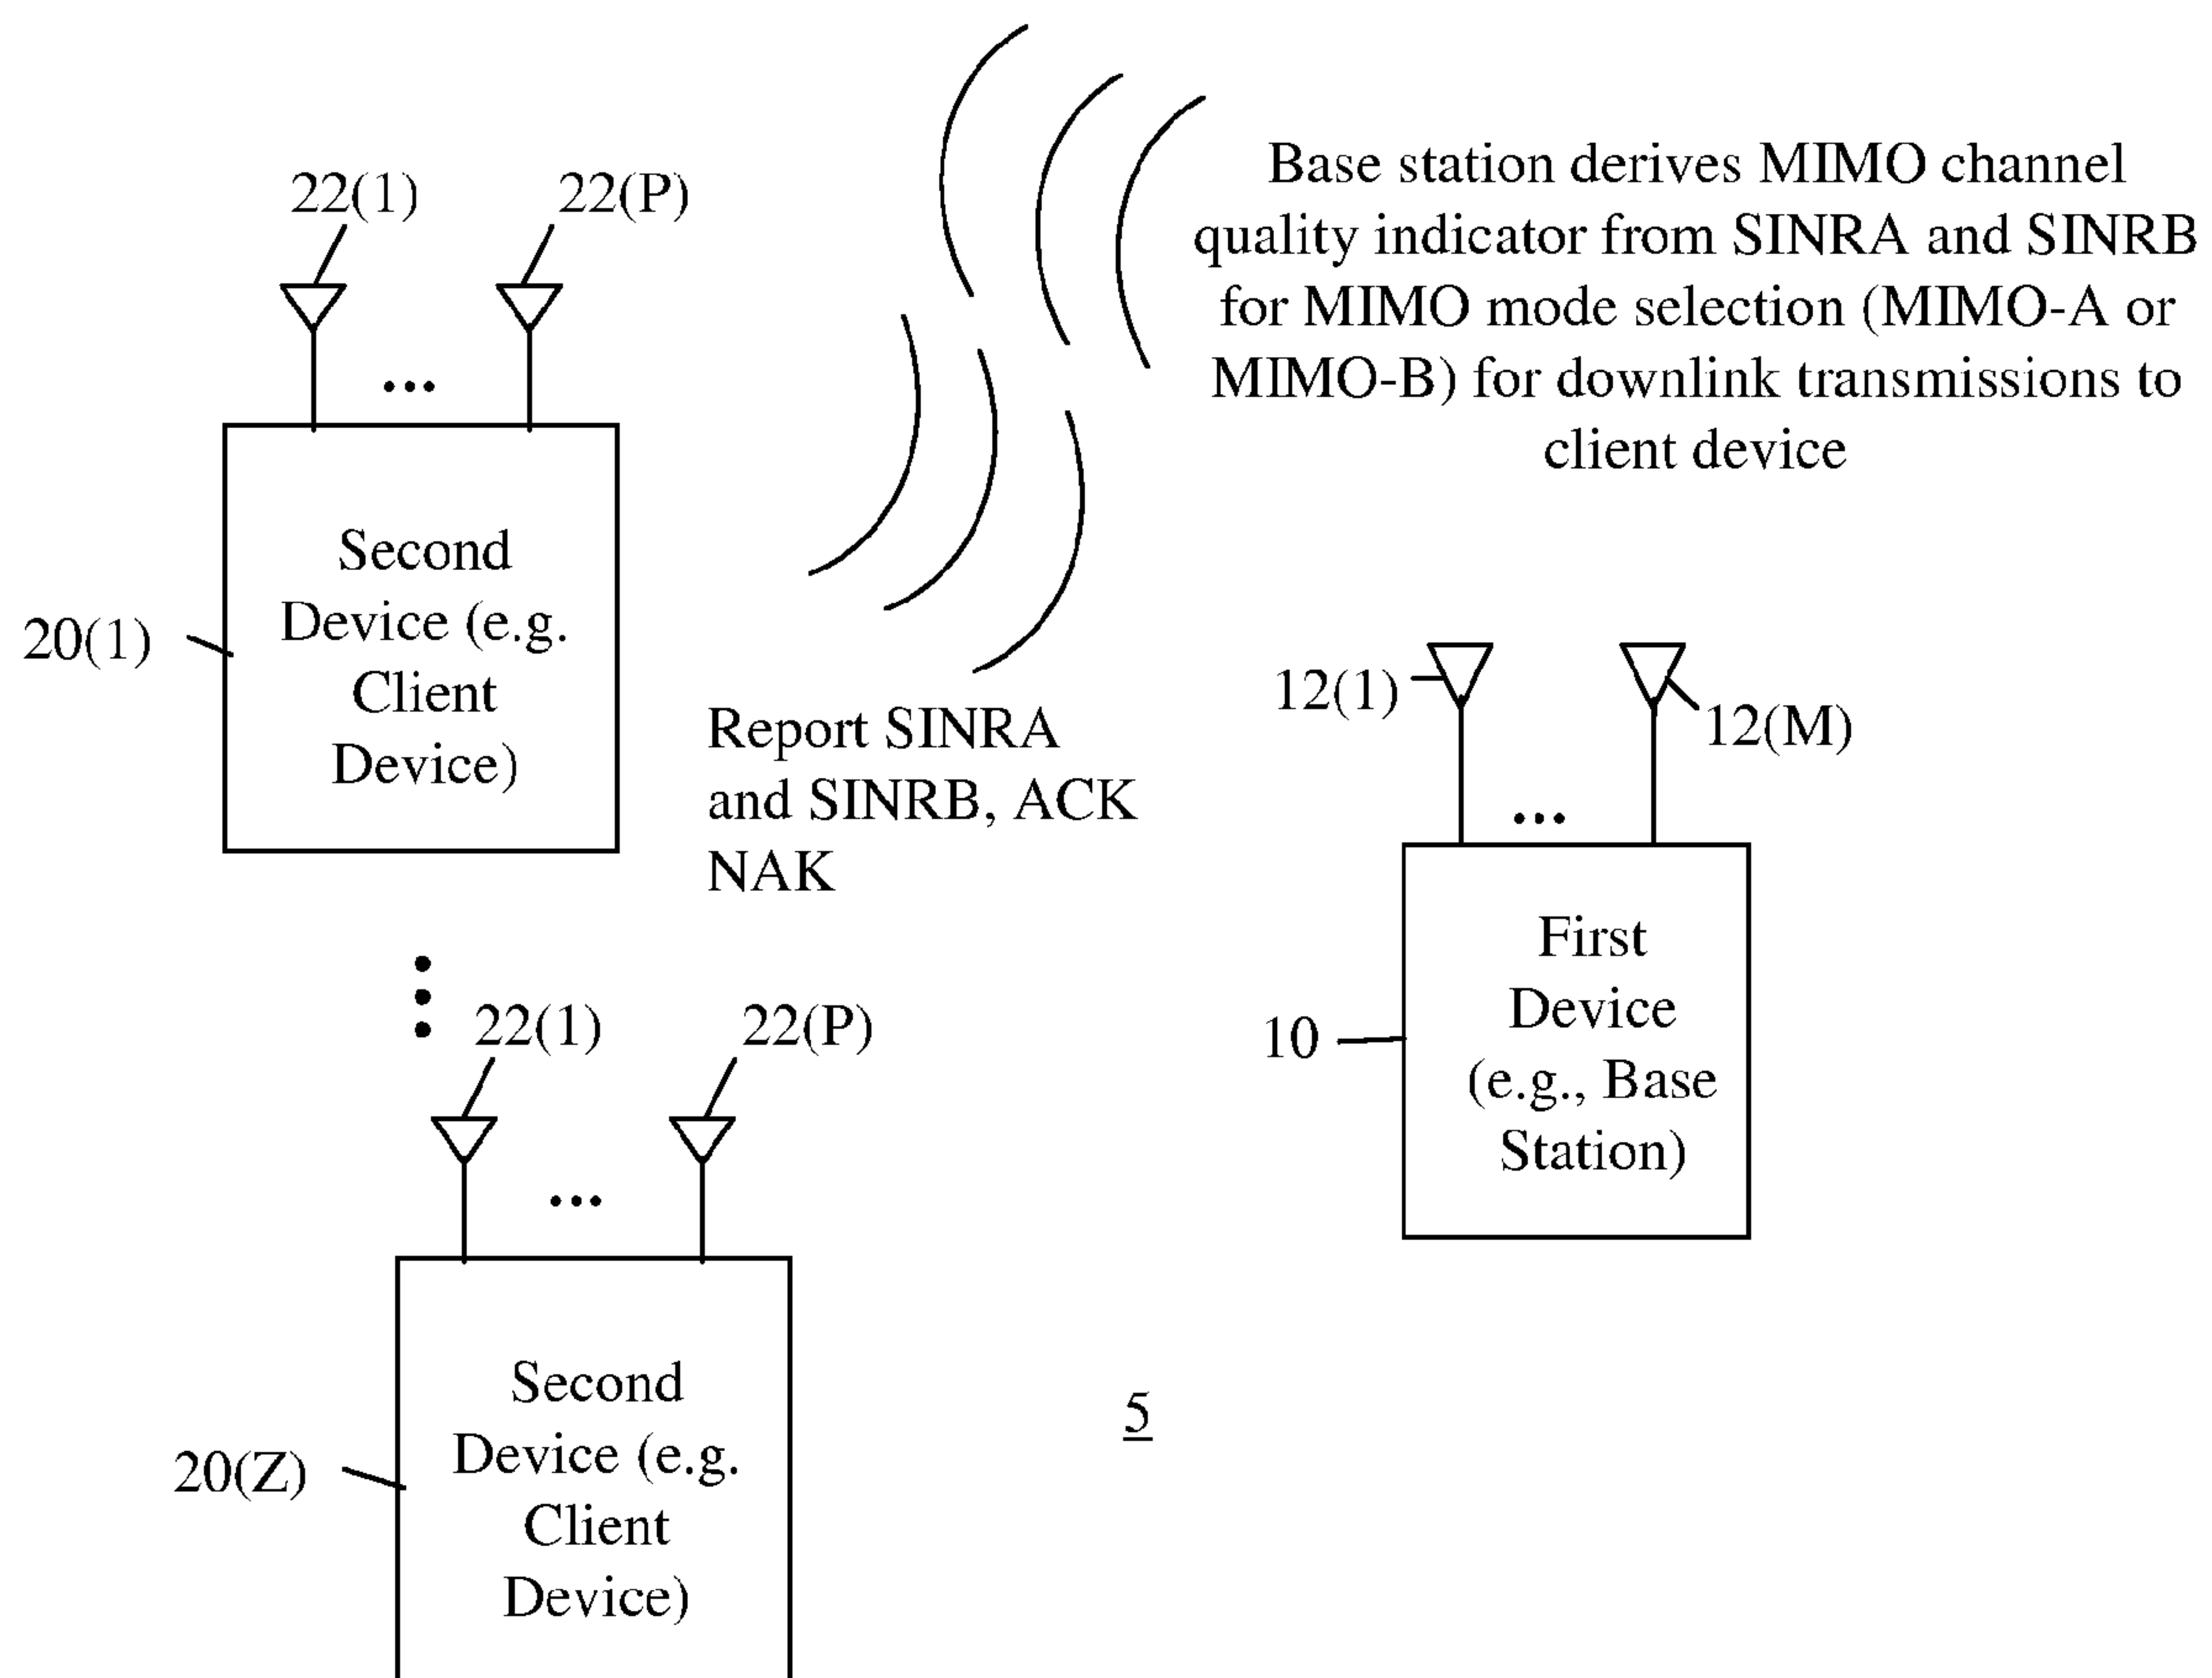 22(1)
22(P)
Base station derives MIMO channel
quality indicator from SINRA and SINRB
for MIMO mode selection (MIMO-A or
MIMO-B) for downlink transmissions to
client device
...
Second
Device (e.g.
Client
Device)
20(1)
Report SINRA
and SINRB, ACK
NAK
12(1)
12(M)
...
First
Device
(e.g., Base
Station)
10
22(1)
22(P)
...
Second
Device (e.g.
Client
Device)
20(Z)
5